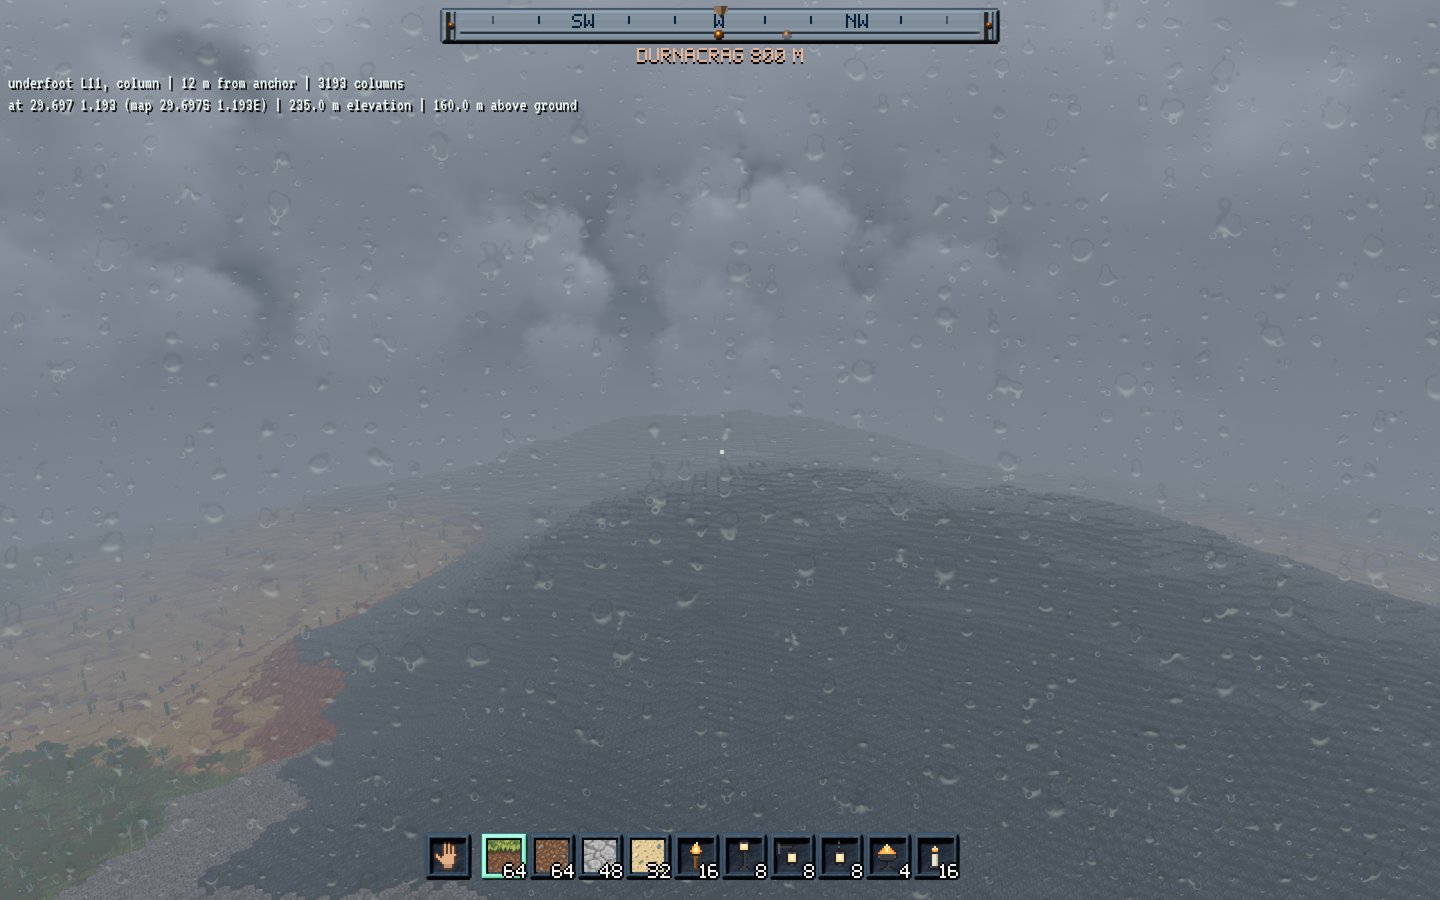 SW W NW
DURNACRAG 800 M
underfoot L11, column | 12 m from anchor | 3193 columns
at 29.697 1.193 (map 29.697S 1.193E) | 235.0 m elevation | 160.0 m above ground
64 64 48 32 16 8 8 8 4 16